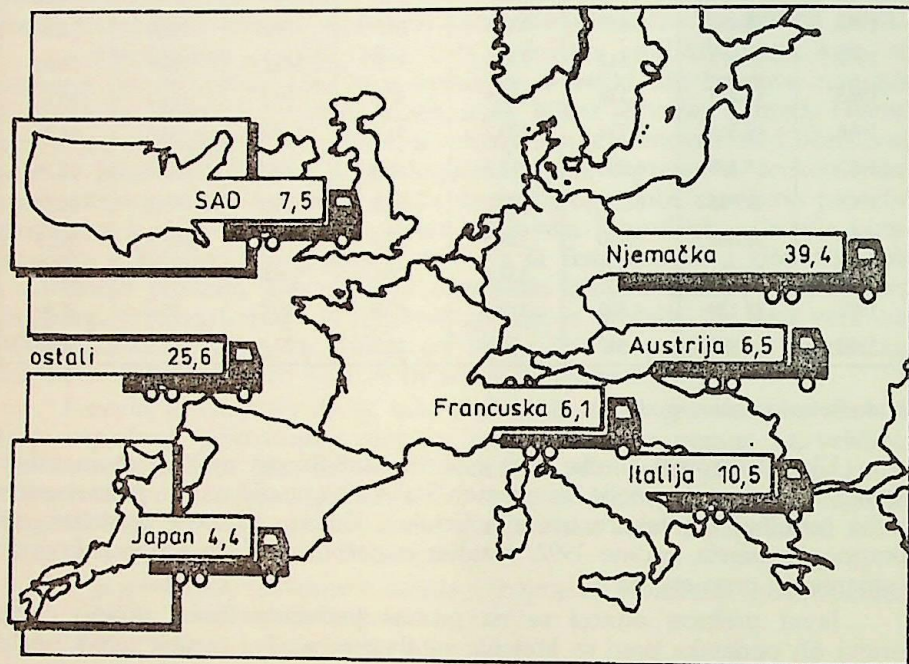 SAD 7,5
Njemačka 39,4
ostali 25,6
Austrija 6,5
Francuska 6,1
Italija 10,5
Japan 4,4